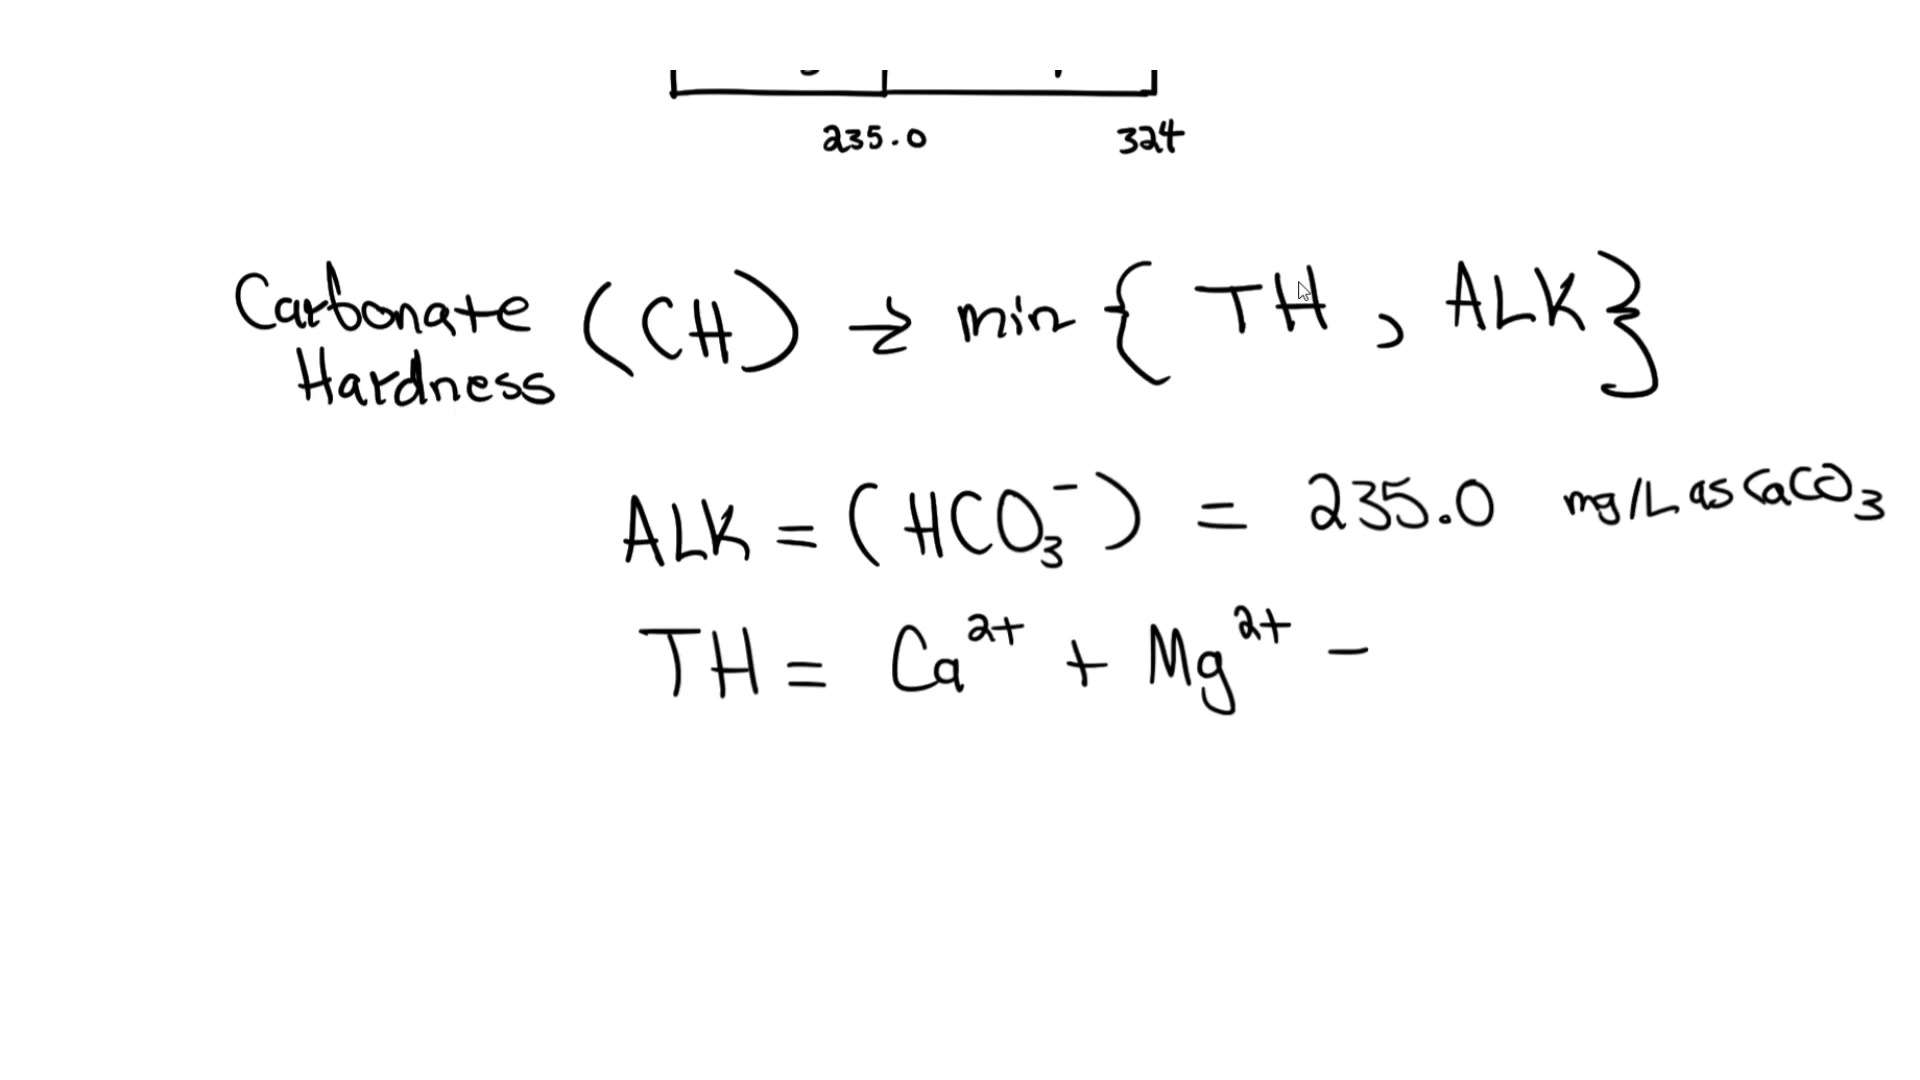 235.0 324
Carbonate Hardness (CH) → min { TH , ALK }
ALK = (HCO₃⁻) = 235.0 mg/L as CaCO₃
TH = Ca²⁺ + Mg²⁺ −